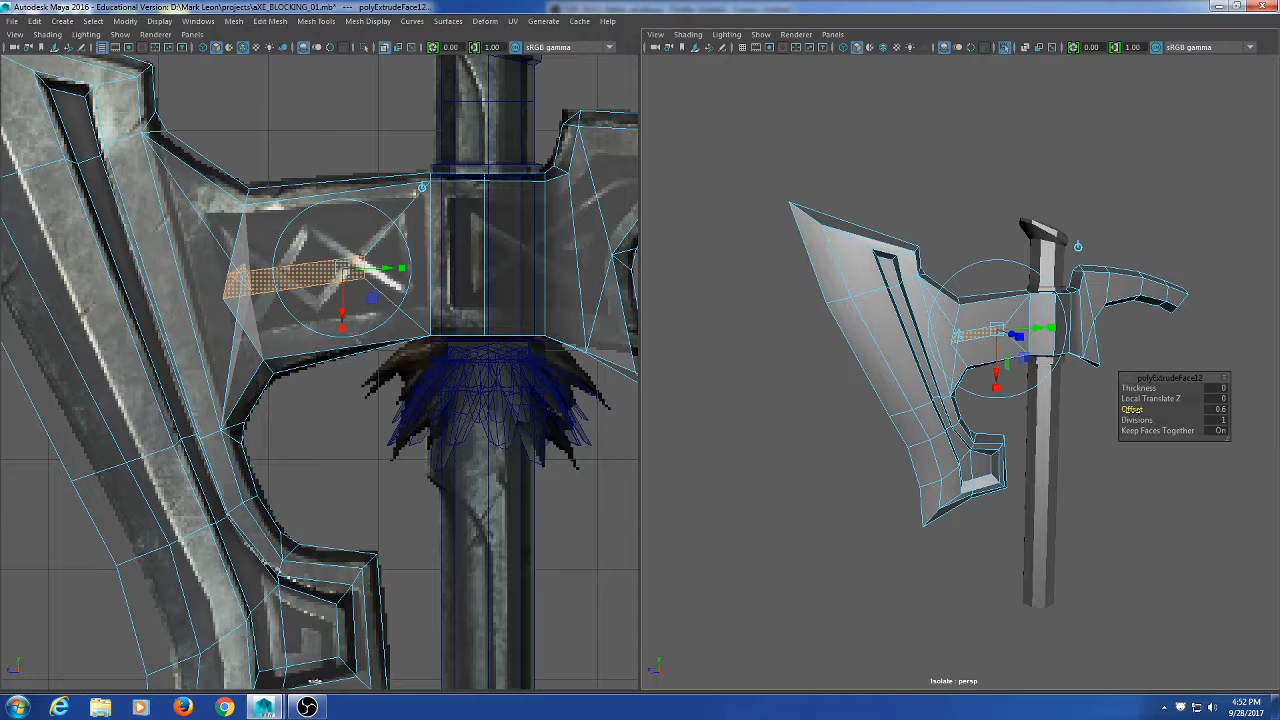 Autodesk Maya 2016 - Educational Version: D:\Mark Leon\projects\aXE_BLOCKING_01.mb* --- polyExtrudeFace12...
File Edit Create Select Modify Display Windows Mesh Edit Mesh Mesh Tools Mesh Display Curves Surfaces Deform UV Generate Cache Help
View Shading Lighting Show Renderer Panels
0.00 1.00 sRGB gamma
side
View Shading Lighting Show Renderer Panels
0.00 1.00 sRGB gamma
polyExtrudeFace12
Thickness 0
Local Translate Z 0
Offset 0.6
Divisions 1
Keep Faces Together On
Isolate : persp
4:52 PM
9/28/2017